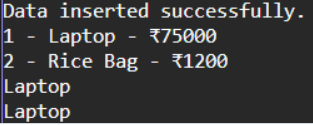 Data inserted successfully.
1 - Laptop - ₹75000
2 - Rice Bag - ₹1200
Laptop
Laptop